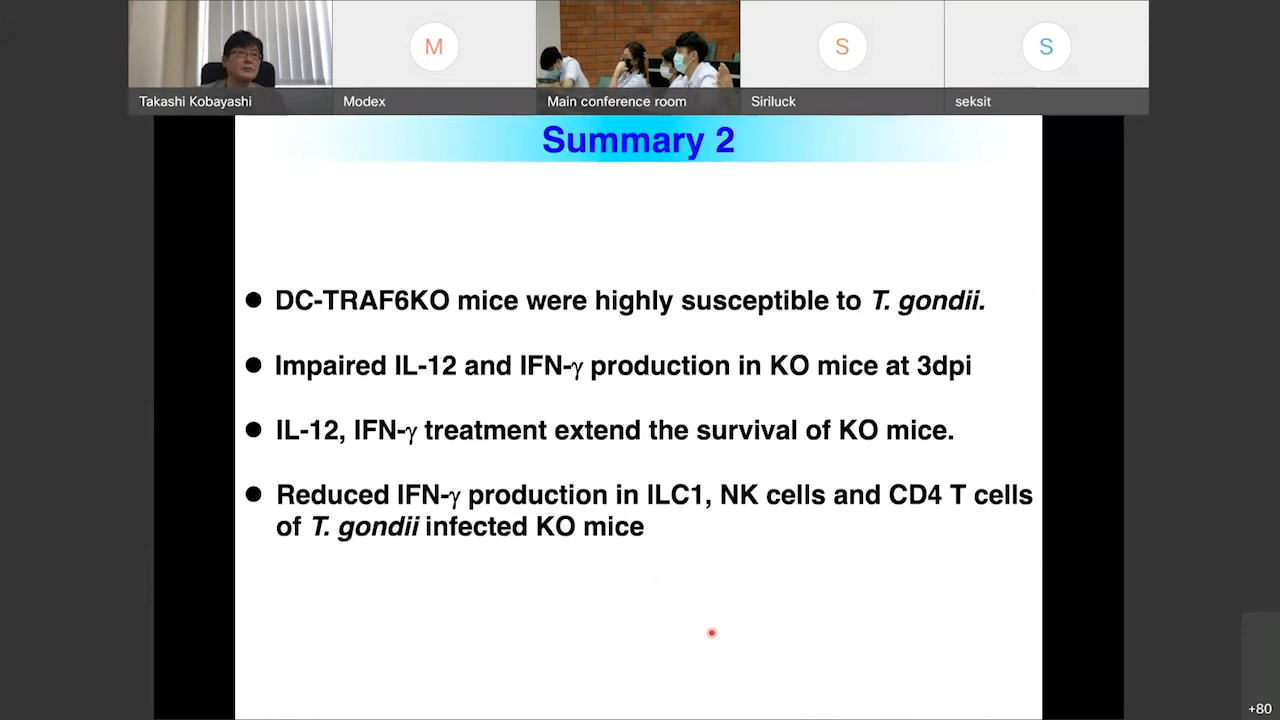 M
S
S
Takashi Kobayashi
Modex
Main conference room
Siriluck
seksit
Summary 2
● DC-TRAF6KO mice were highly susceptible to T. gondii.
● Impaired IL-12 and IFN-γ production in KO mice at 3dpi
● IL-12, IFN-γ treatment extend the survival of KO mice.
● Reduced IFN-γ production in ILC1, NK cells and CD4 T cells
of T. gondii infected KO mice
+80